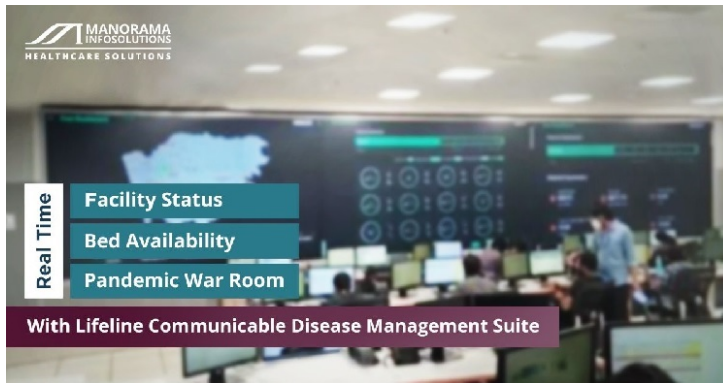 MANORAMA
INFOSOLUTIONS
HEALTHCARE SOLUTIONS
Real Time
Facility Status
Bed Availability
Pandemic War Room
With Lifeline Communicable Disease Management Suite